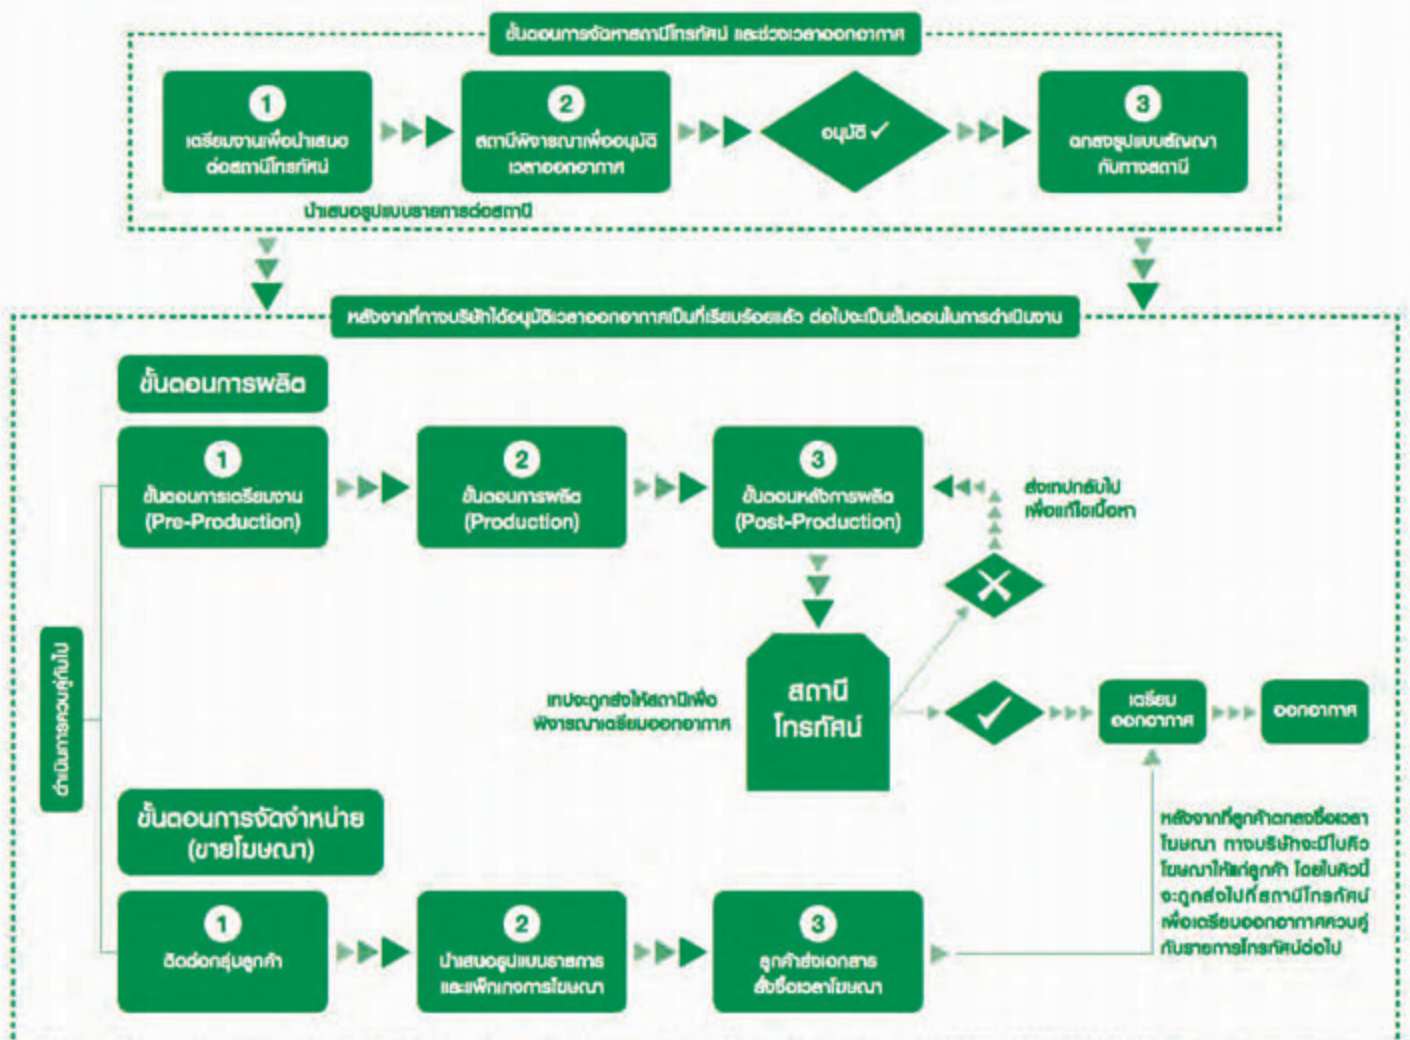 ขั้นตอนการจัดหาสถานีโทรทัศน์ และช่วงเวลาออกอากาศ
1
เตรียมงานเพื่อนำเสนอ
ต่อสถานีโทรทัศน์
2
สถานีพิจารณาเพื่ออนุมัติ
เวลาออกอากาศ
อนุมัติ ✓
3
ตกลงรูปแบบสัญญา
กับทางสถานี
นำเสนอรูปแบบรายการต่อสถานี
หลังจากที่ทางบริษัทได้อนุมัติเวลาออกอากาศเป็นที่เรียบร้อยแล้ว ต่อไปจะเป็นขั้นตอนในการดำเนินงาน
ขั้นตอนการผลิต
1
ขั้นตอนการเตรียมงาน
(Pre-Production)
2
ขั้นตอนการผลิต
(Production)
3
ขั้นตอนหลังการผลิต
(Post-Production)
ส่งเทปกลับไป
เพื่อแก้ไขเนื้อหา
ดำเนินการควบคู่กันไป
เทปจะถูกส่งให้สถานีเพื่อ
พิจารณาเตรียมออกอากาศ
สถานี
โทรทัศน์
เตรียม
ออกอากาศ
ออกอากาศ
ขั้นตอนการจัดจำหน่าย
(ขายโฆษณา)
1
ติดต่อกลุ่มลูกค้า
2
นำเสนอรูปแบบรายการ
และแพ็กเกจการโฆษณา
3
ลูกค้าส่งเอกสาร
สั่งซื้อเวลาโฆษณา
หลังจากที่ลูกค้าตกลงซื้อเวลา
โฆษณา ทางบริษัทจะมีใบคิว
โฆษณาให้แก่ลูกค้า โดยใบคิวนี้
จะถูกส่งไปที่สถานีโทรทัศน์
เพื่อเตรียมออกอากาศควบคู่
กับรายการโทรทัศน์ต่อไป